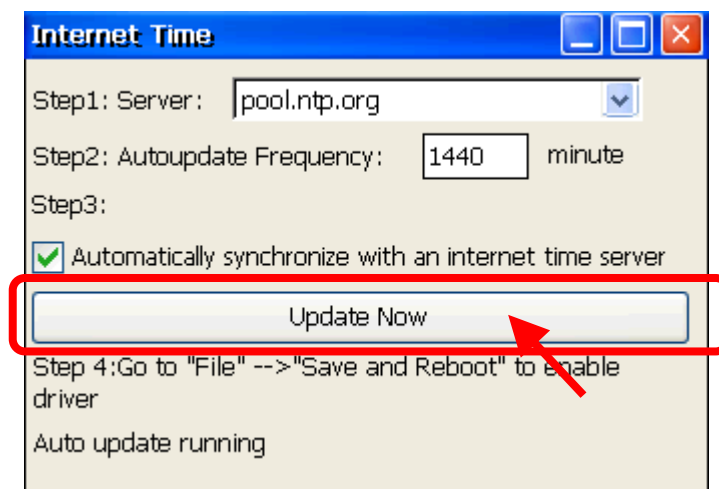 Internet Time
Step1: Server: pool.ntp.org
Step2: Autoupdate Frequency: 1440 minute
Step3:
Automatically synchronize with an internet time server
Update Now
Step 4:Go to "File" -->"Save and Reboot" to enable
driver
Auto update running